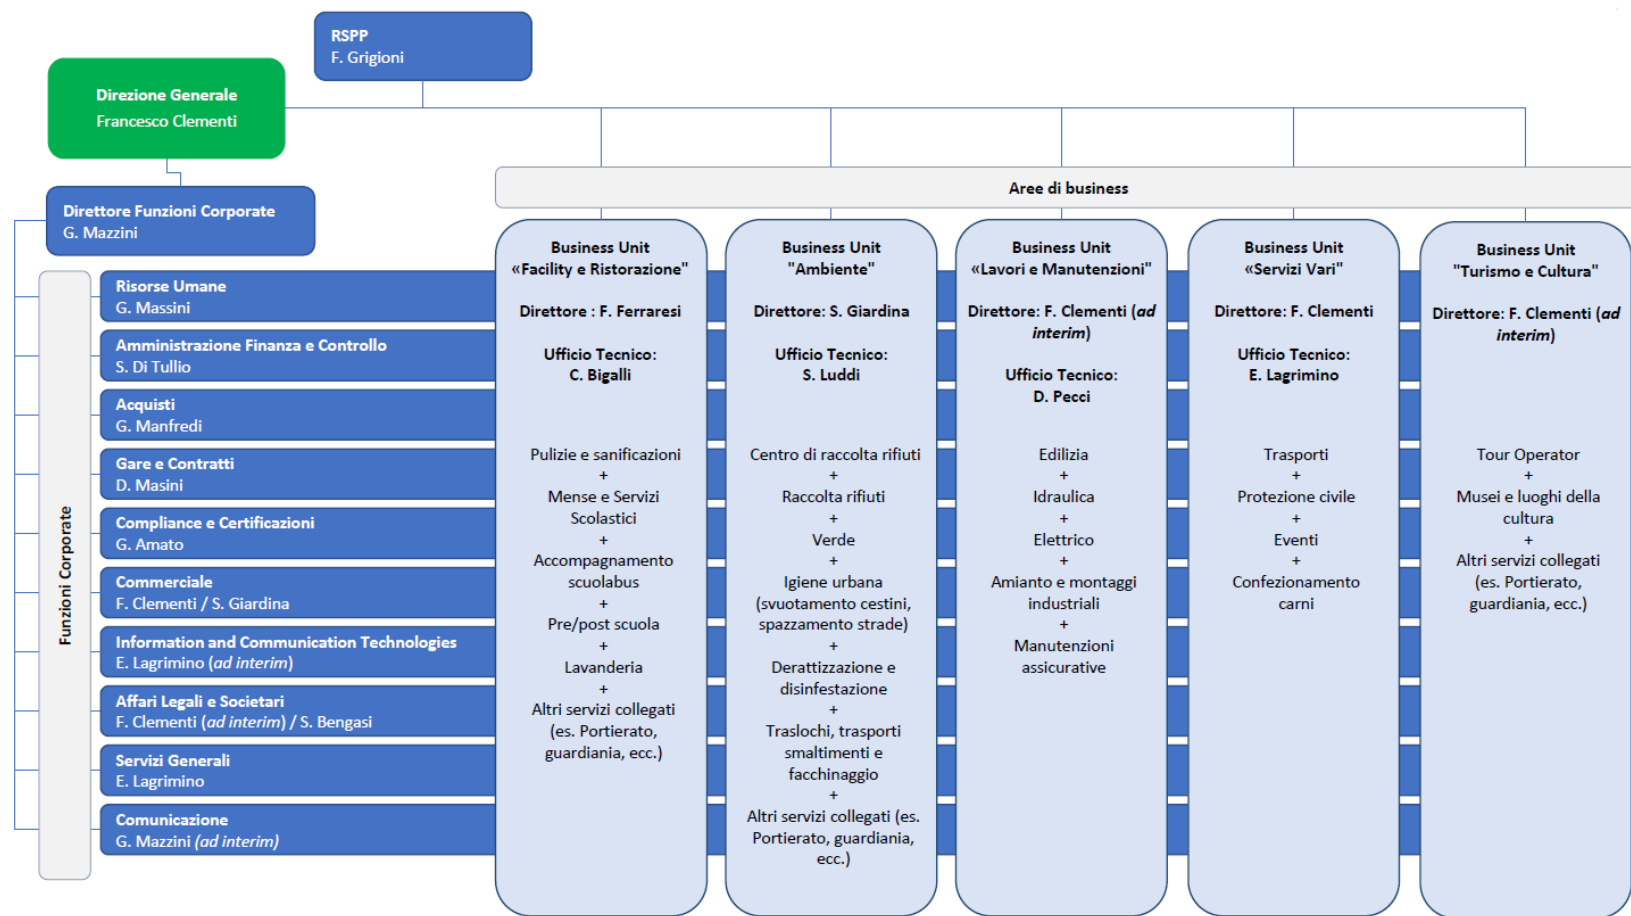 RSPP
F. Grigioni
Direzione Generale
Francesco Clementi
Direttore Funzioni Corporate
G. Mazzini
Aree di business
Funzioni Corporate
Risorse Umane
G. Massini
Amministrazione Finanza e Controllo
S. Di Tullio
Acquisti
G. Manfredi
Gare e Contratti
D. Masini
Compliance e Certificazioni
G. Amato
Commerciale
F. Clementi / S. Giardina
Information and Communication Technologies
E. Lagrimino (ad interim)
Affari Legali e Societari
F. Clementi (ad interim) / S. Bengasi
Servizi Generali
E. Lagrimino
Comunicazione
G. Mazzini (ad interim)
Business Unit
«Facility e Ristorazione"
Direttore : F. Ferraresi
Ufficio Tecnico:
C. Bigalli
Pulizie e sanificazioni
+
Mense e Servizi
Scolastici
+
Accompagnamento
scuolabus
+
Pre/post scuola
+
Lavanderia
+
Altri servizi collegati
(es. Portierato,
guardiania, ecc.)
Business Unit
"Ambiente"
Direttore: S. Giardina
Ufficio Tecnico:
S. Luddi
Centro di raccolta rifiuti
+
Raccolta rifiuti
+
Verde
+
Igiene urbana
(svuotamento cestini,
spazzamento strade)
+
Derattizzazione e
disinfestazione
+
Traslochi, trasporti
smaltimenti e
facchinaggio
+
Altri servizi collegati (es.
Portierato, guardiania,
ecc.)
Business Unit
«Lavori e Manutenzioni"
Direttore: F. Clementi (ad
interim)
Ufficio Tecnico:
D. Pecci
Edilizia
+
Idraulica
+
Elettrico
+
Amianto e montaggi
industriali
+
Manutenzioni
assicurative
Business Unit
«Servizi Vari"
Direttore: F. Clementi
Ufficio Tecnico:
E. Lagrimino
Trasporti
+
Protezione civile
+
Eventi
+
Confezionamento
carni
Business Unit
"Turismo e Cultura"
Direttore: F. Clementi (ad
interim)
Tour Operator
+
Musei e luoghi della
cultura
+
Altri servizi collegati
(es. Portierato,
guardiania, ecc.)